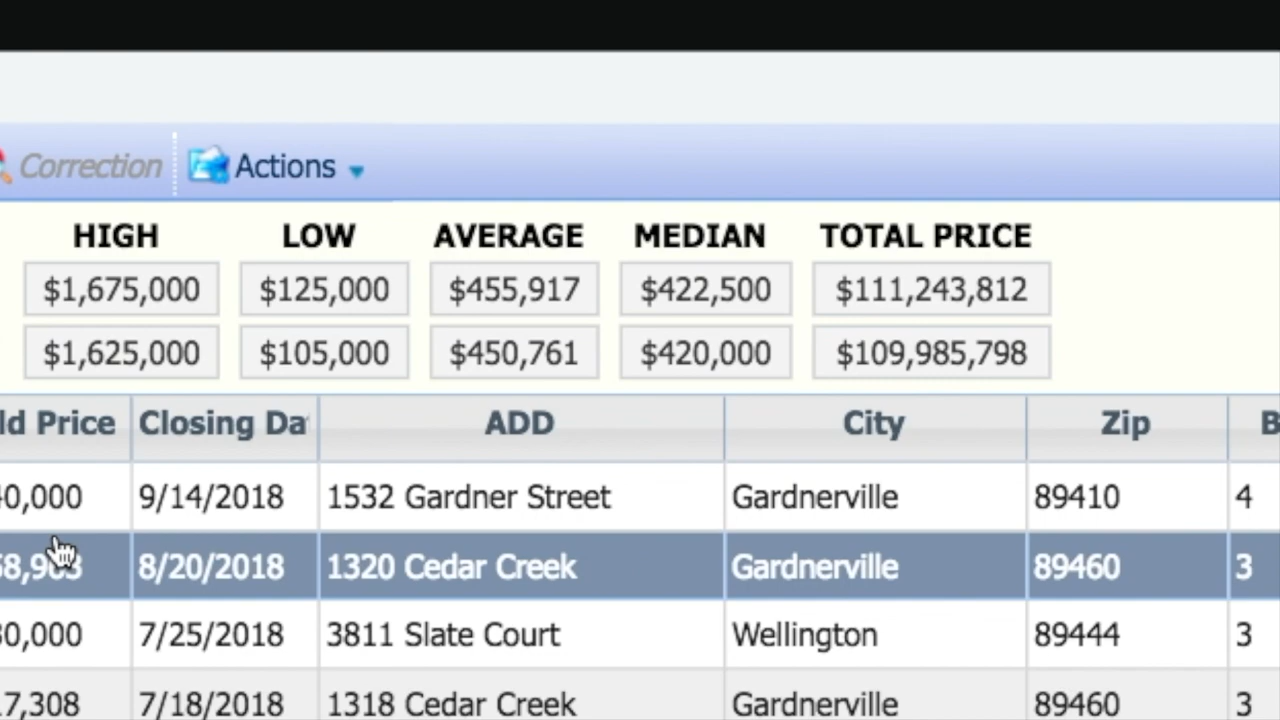 Correction Actions
HIGH LOW AVERAGE MEDIAN TOTAL PRICE
$1,675,000 $125,000 $455,917 $422,500 $111,243,812
$1,625,000 $105,000 $450,761 $420,000 $109,985,798
ld Price Closing Da ADD City Zip B
0,000 9/14/2018 1532 Gardner Street Gardnerville 89410 4
8/20/2018 1320 Cedar Creek Gardnerville 89460 3
0,000 7/25/2018 3811 Slate Court Wellington 89444 3
7,308 7/18/2018 1318 Cedar Creek Gardnerville 89460 3